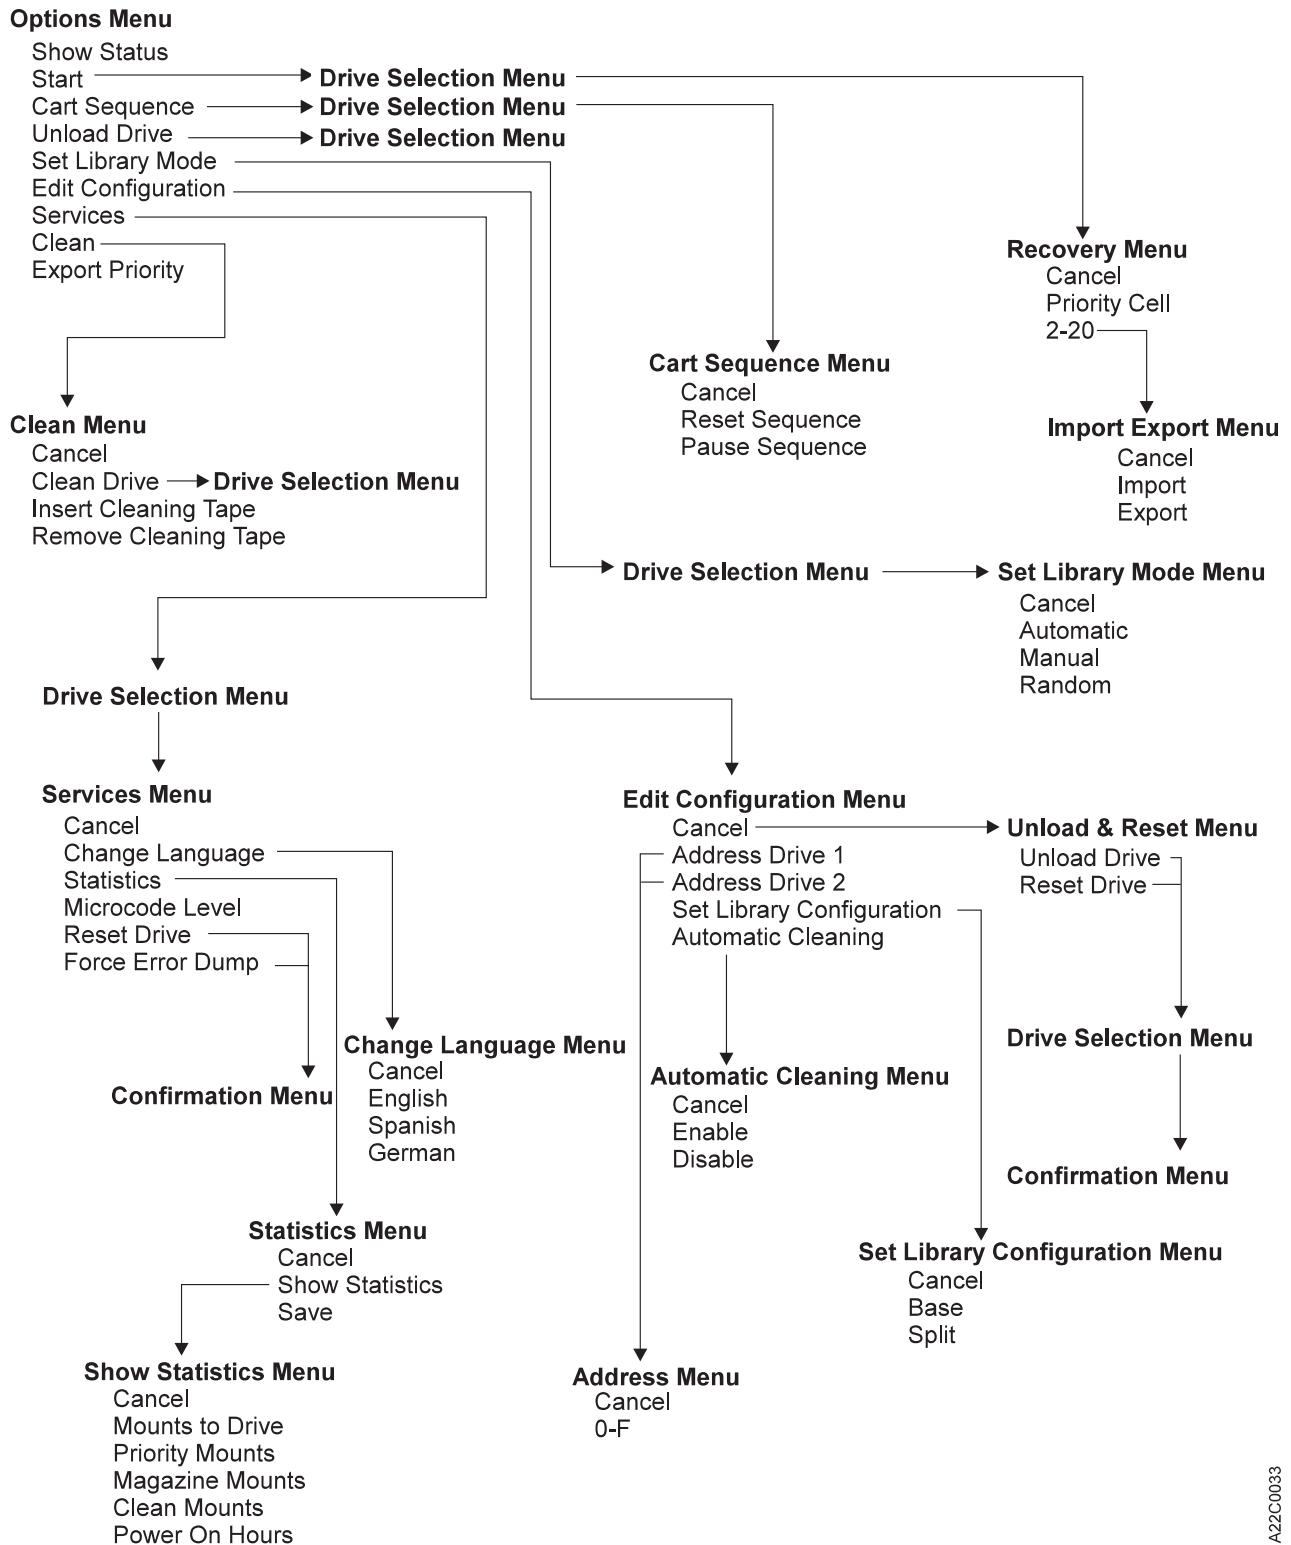 Options Menu
Show Status
Start
Drive Selection Menu
Cart Sequence
Drive Selection Menu
Unload Drive
Drive Selection Menu
Set Library Mode
Edit Configuration
Services
Clean
Export Priority
Recovery Menu
Cancel
Priority Cell
2-20
Cart Sequence Menu
Cancel
Reset Sequence
Pause Sequence
Import Export Menu
Cancel
Import
Export
Clean Menu
Cancel
Clean Drive
Drive Selection Menu
Insert Cleaning Tape
Remove Cleaning Tape
Drive Selection Menu
Set Library Mode Menu
Cancel
Automatic
Manual
Random
Drive Selection Menu
Services Menu
Cancel
Change Language
Statistics
Microcode Level
Reset Drive
Force Error Dump
Edit Configuration Menu
Cancel
Address Drive 1
Address Drive 2
Set Library Configuration
Automatic Cleaning
Unload & Reset Menu
Unload Drive
Reset Drive
Drive Selection Menu
Confirmation Menu
Change Language Menu
Cancel
English
Spanish
German
Confirmation Menu
Automatic Cleaning Menu
Cancel
Enable
Disable
Statistics Menu
Cancel
Show Statistics
Save
Set Library Configuration Menu
Cancel
Base
Split
Show Statistics Menu
Cancel
Mounts to Drive
Priority Mounts
Magazine Mounts
Clean Mounts
Power On Hours
Address Menu
Cancel
0-F
A22C0033